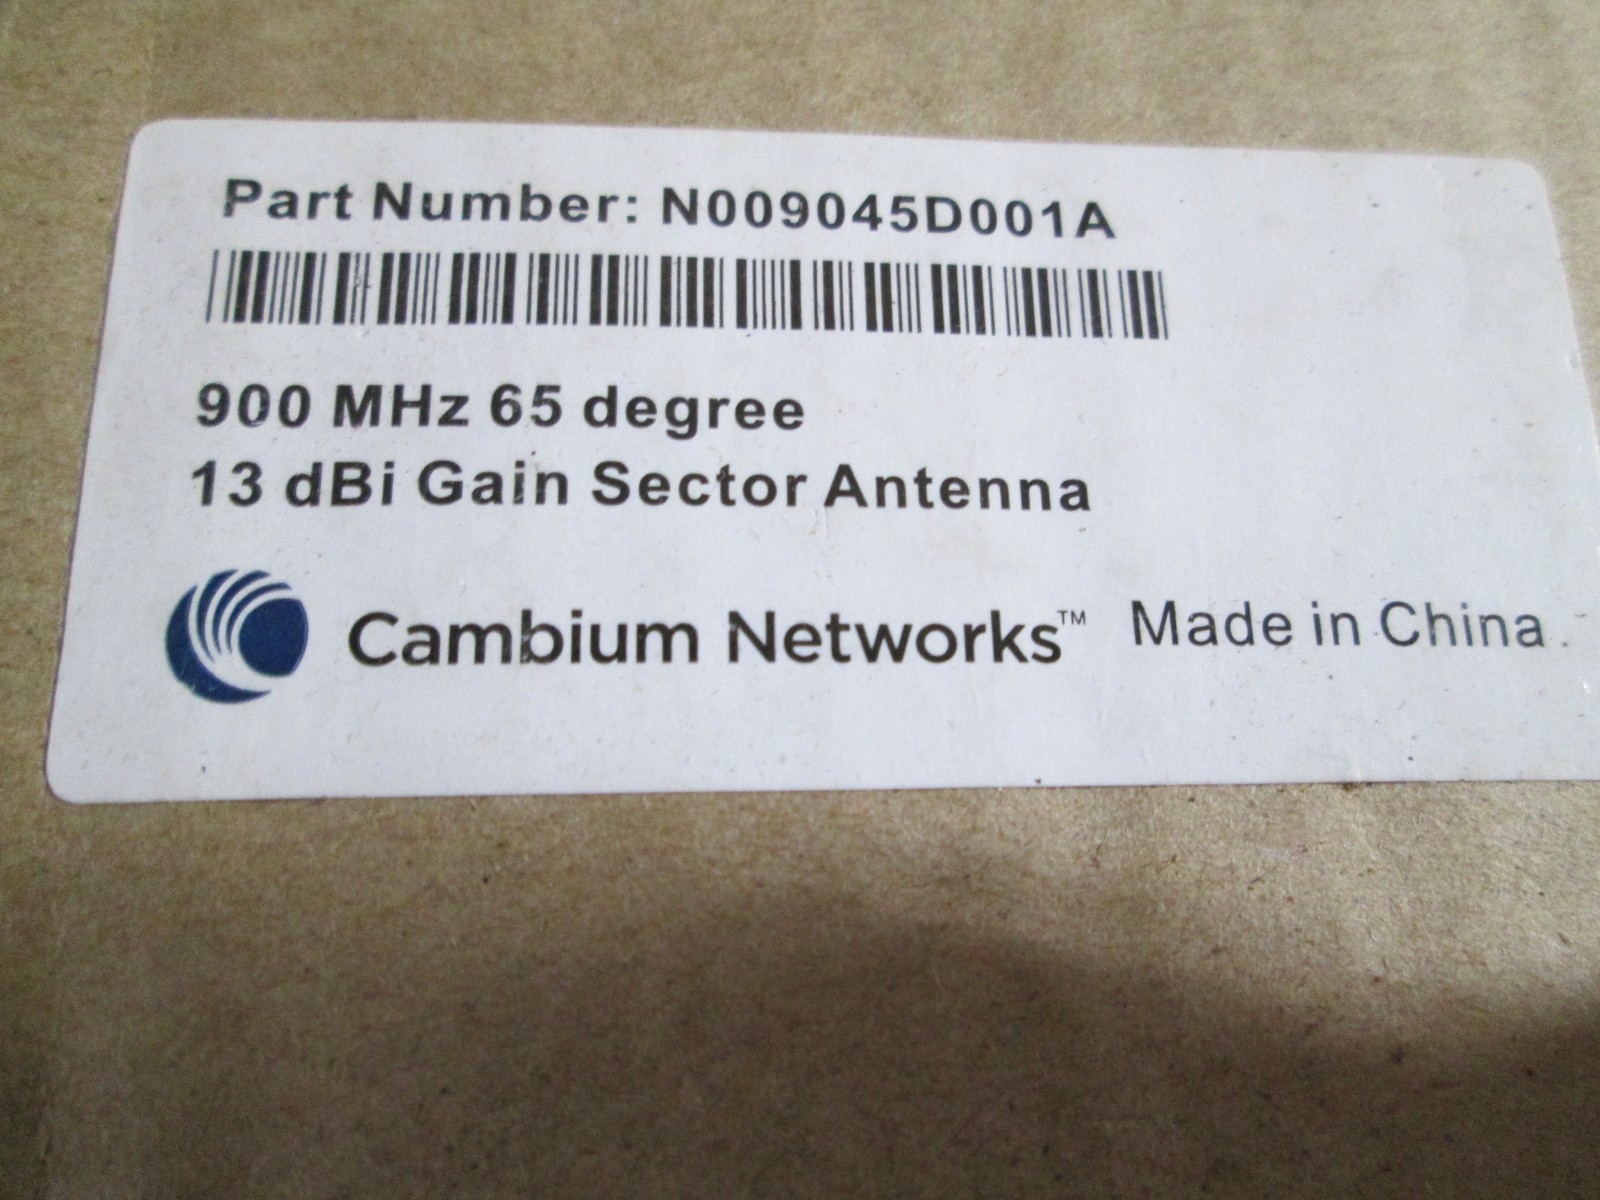 Part Number: N009045D001A
900 MHz 65 degree
13 dBi Gain Sector Antenna
Cambium Networks™ Made in China